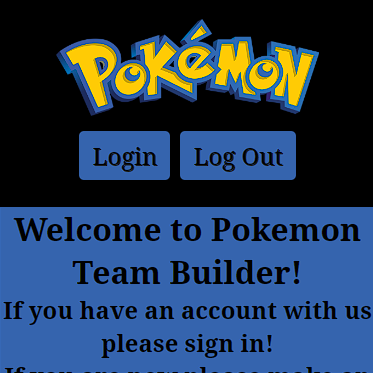 POKéMON
Login Log Out
Welcome to Pokemon
Team Builder!
If you have an account with us
please sign in!